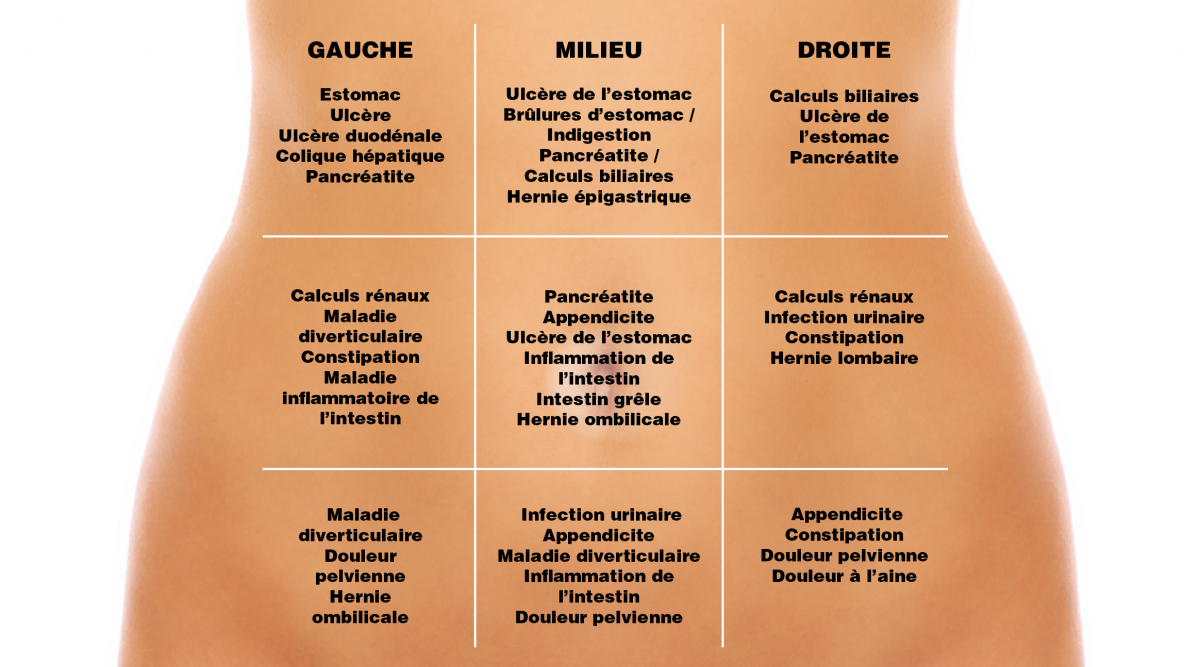 GAUCHE
Estomac
Ulcère
Ulcère duodénale
Colique hépatique
Pancréatite
MILIEU
Ulcère de l’estomac
Brûlures d’estomac /
Indigestion
Pancréatite /
Calculs biliaires
Hernie épigastrique
DROITE
Calculs biliaires
Ulcère de
l’estomac
Pancréatite
Calculs rénaux
Maladie
diverticulaire
Constipation
Maladie
inflammatoire de
l’intestin
Pancréatite
Appendicite
Ulcère de l’estomac
Inflammation de
l’intestin
Intestin grêle
Hernie ombilicale
Calculs rénaux
Infection urinaire
Constipation
Hernie lombaire
Maladie
diverticulaire
Douleur
pelvienne
Hernie
ombilicale
Infection urinaire
Appendicite
Maladie diverticulaire
Inflammation de
l’intestin
Douleur pelvienne
Appendicite
Constipation
Douleur pelvienne
Douleur à l’aine